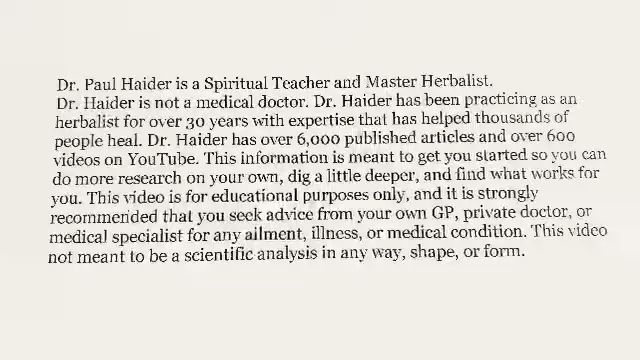 Dr. Paul Haider is a Spiritual Teacher and Master Herbalist.
Dr. Haider is not a medical doctor. Dr. Haider has been practicing as an
herbalist for over 30 years with expertise that has helped thousands of
people heal. Dr. Haider has over 6,000 published articles and over 600
videos on YouTube. This information is meant to get you started so you can
do more research on your own, dig a little deeper, and find what works for
you. This video is for educational purposes only, and it is strongly
recommended that you seek advice from your own GP, private doctor, or
medical specialist for any ailment, illness, or medical condition. This video
not meant to be a scientific analysis in any way, shape, or form.